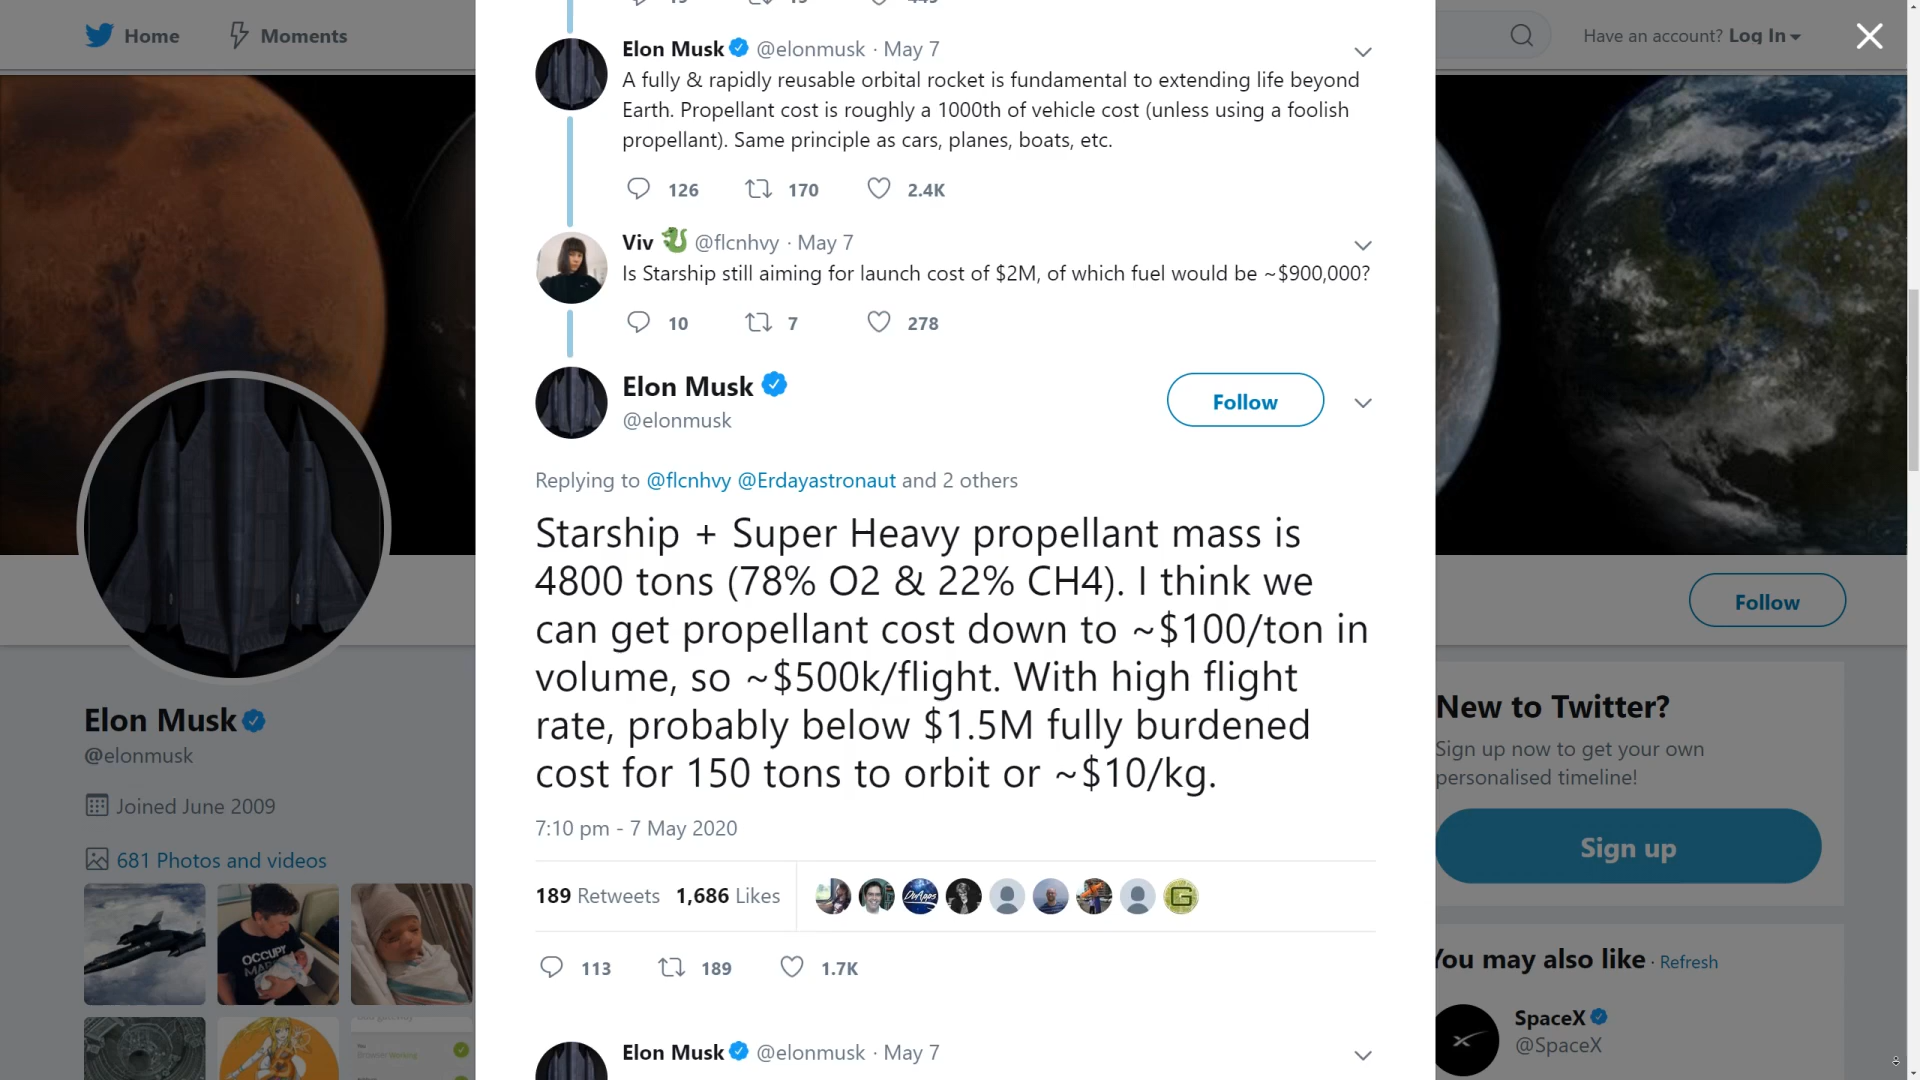 Home
Moments
Have an account? Log In
Elon Musk @elonmusk · May 7
A fully & rapidly reusable orbital rocket is fundamental to extending life beyond
Earth. Propellant cost is roughly a 1000th of vehicle cost (unless using a foolish
propellant). Same principle as cars, planes, boats, etc.
126 170 2.4K
Viv @flcnhvy · May 7
Is Starship still aiming for launch cost of $2M, of which fuel would be ~$900,000?
10 7 278
Elon Musk
@elonmusk
Follow
Replying to @flcnhvy @Erdayastronaut and 2 others
Starship + Super Heavy propellant mass is
4800 tons (78% O2 & 22% CH4). I think we
can get propellant cost down to ~$100/ton in
volume, so ~$500k/flight. With high flight
rate, probably below $1.5M fully burdened
cost for 150 tons to orbit or ~$10/kg.
7:10 pm - 7 May 2020
189 Retweets 1,686 Likes
113 189 1.7K
Elon Musk @elonmusk · May 7
Elon Musk
@elonmusk
Joined June 2009
681 Photos and videos
OCCUPY
Follow
New to Twitter?
Sign up now to get your own
personalised timeline!
Sign up
You may also like · Refresh
SpaceX
@SpaceX